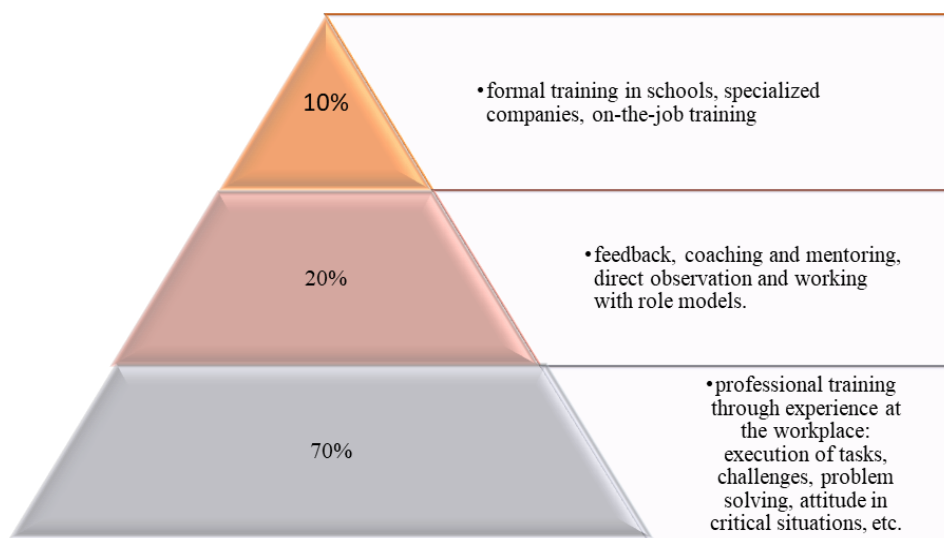 10%
•formal training in schools, specialized
companies, on-the-job training
20%
•feedback, coaching and mentoring,
direct observation and working
with role models.
70%
•professional training
through experience at
the workplace:
execution of tasks,
challenges, problem
solving, attitude in
critical situations, etc.